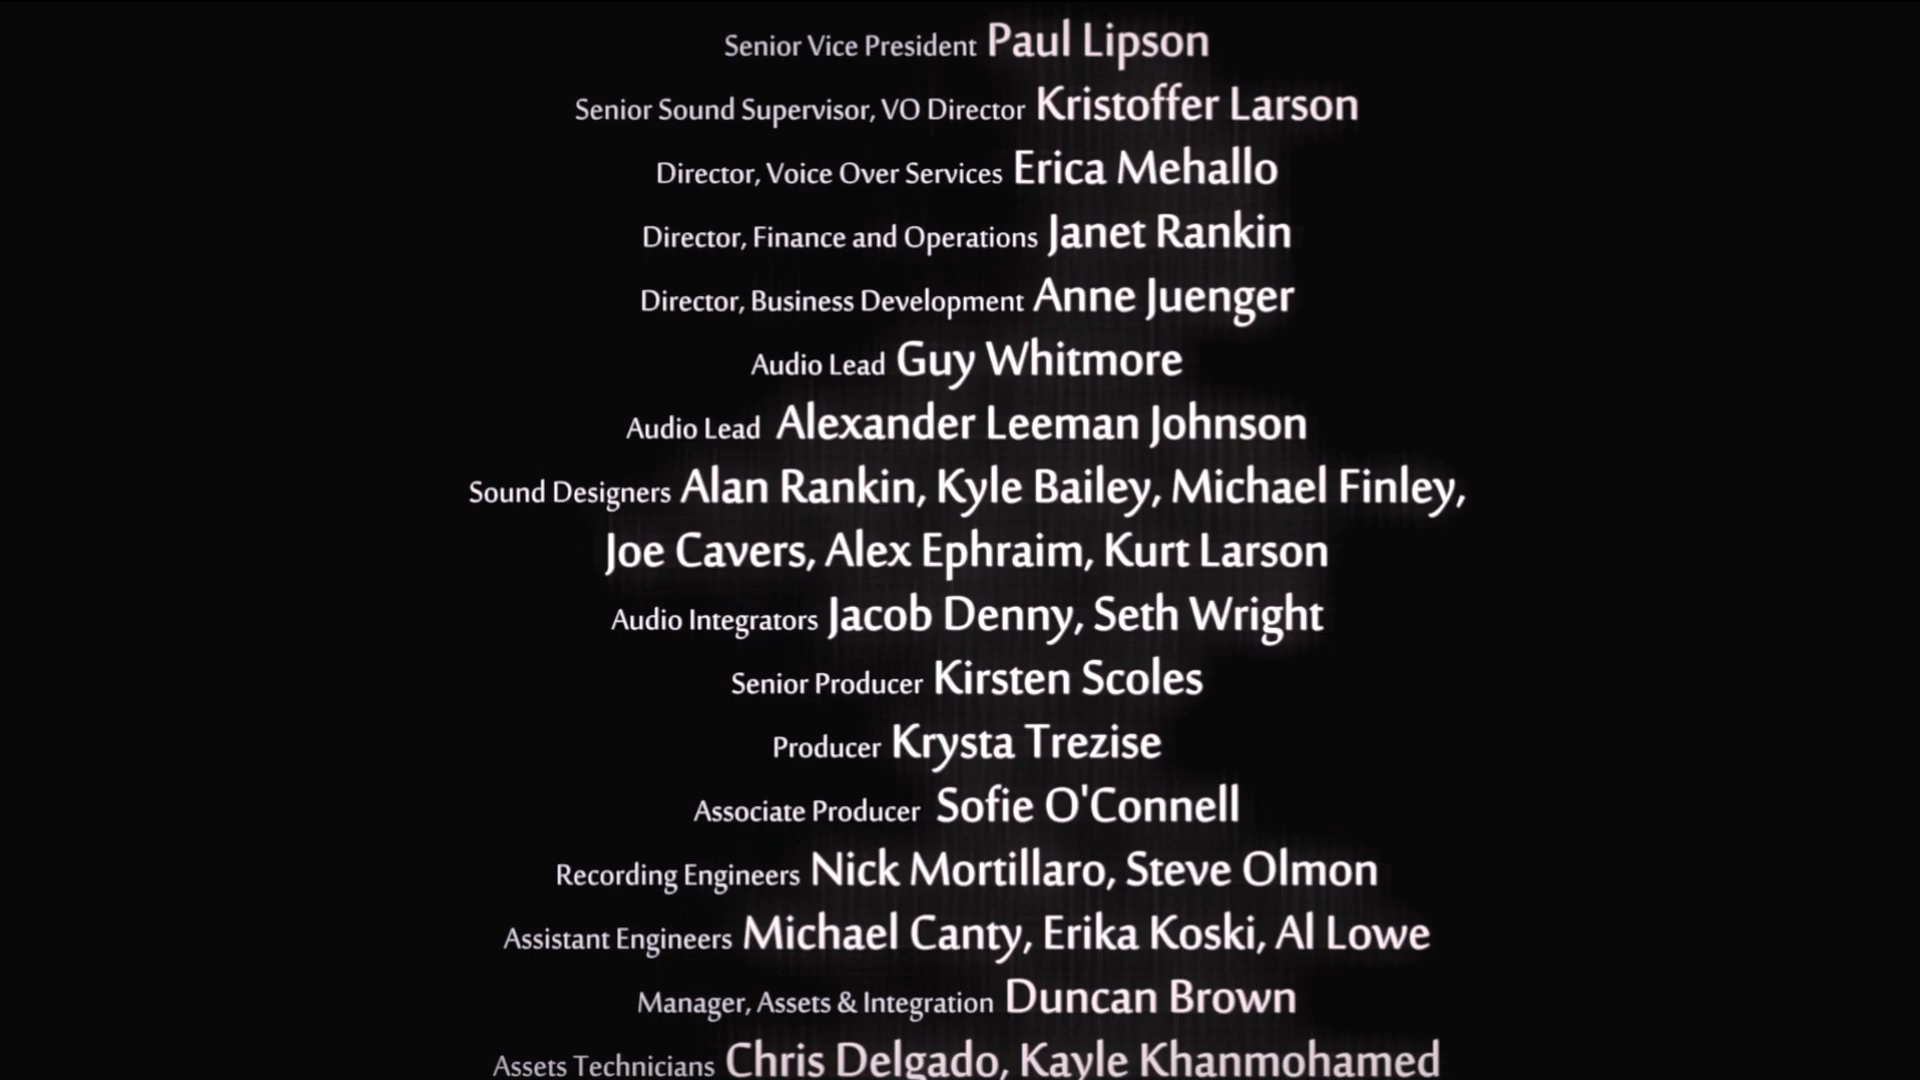 Senior Vice President Paul Lipson
Senior Sound Supervisor, VO Director Kristoffer Larson
Director, Voice Over Services Erica Mehallo
Director, Finance and Operations Janet Rankin
Director, Business Development Anne Juenger
Audio Lead Guy Whitmore
Audio Lead Alexander Leeman Johnson
Sound Designers Alan Rankin, Kyle Bailey, Michael Finley,
Joe Cavers, Alex Ephraim, Kurt Larson
Audio Integrators Jacob Denny, Seth Wright
Senior Producer Kirsten Scoles
Producer Krysta Trezise
Associate Producer Sofie O'Connell
Recording Engineers Nick Mortillaro, Steve Olmon
Assistant Engineers Michael Canty, Erika Koski, Al Lowe
Manager, Assets & Integration Duncan Brown
Assets Technicians Chris Delgado, Kayle Khanmohamed